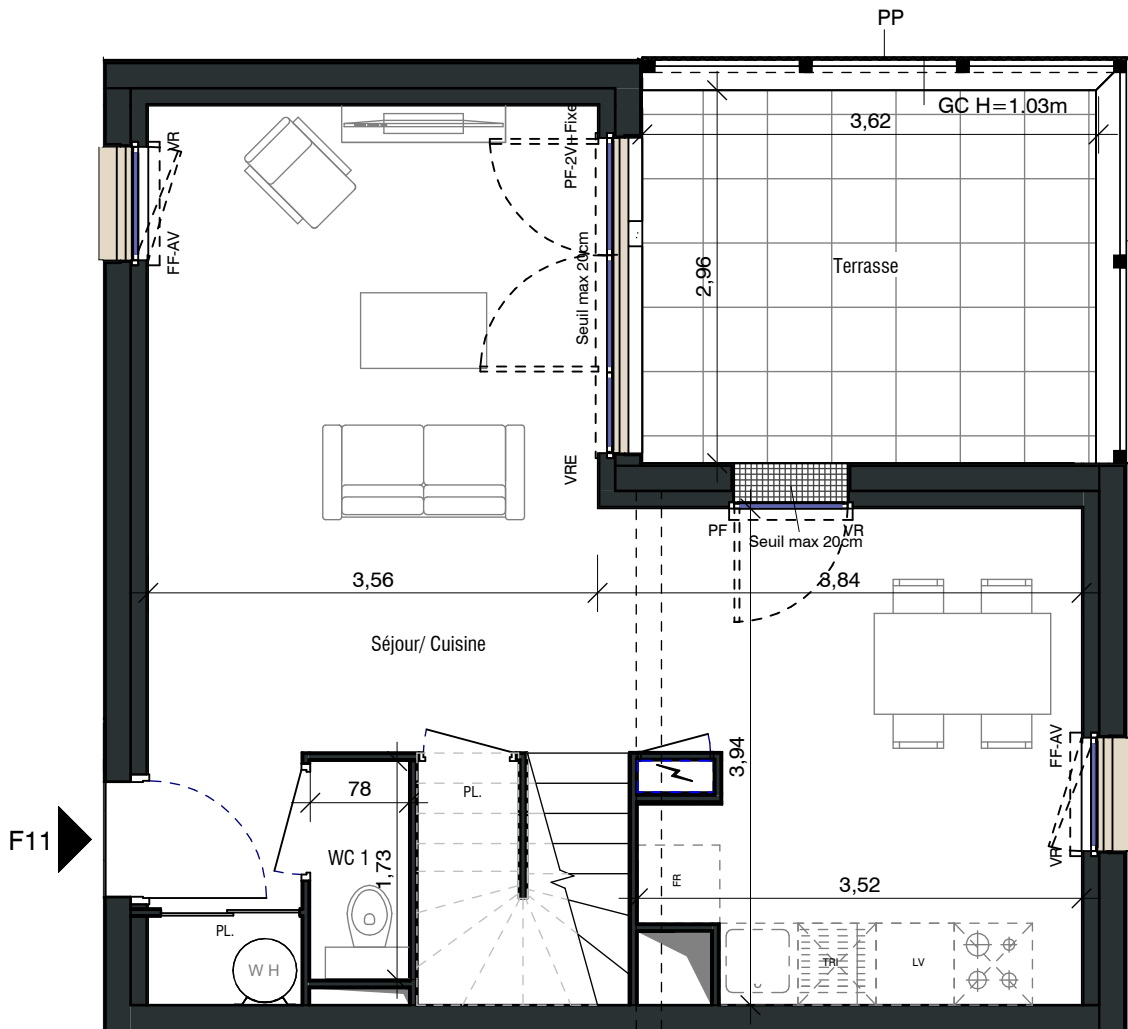 PP
GC H=1.03m
3,62
PF-2V+Fixe
VR
FF-AV
Seuil max 20cm
2,96
Terrasse
VRE
PF
VR
Seuil max 20cm
3,56
3,84
Séjour/ Cuisine
FF-AV
VR
3,94
78
PL.
WC 1
1,73
F11
FR
3,52
PL.
W H
TRI
LV